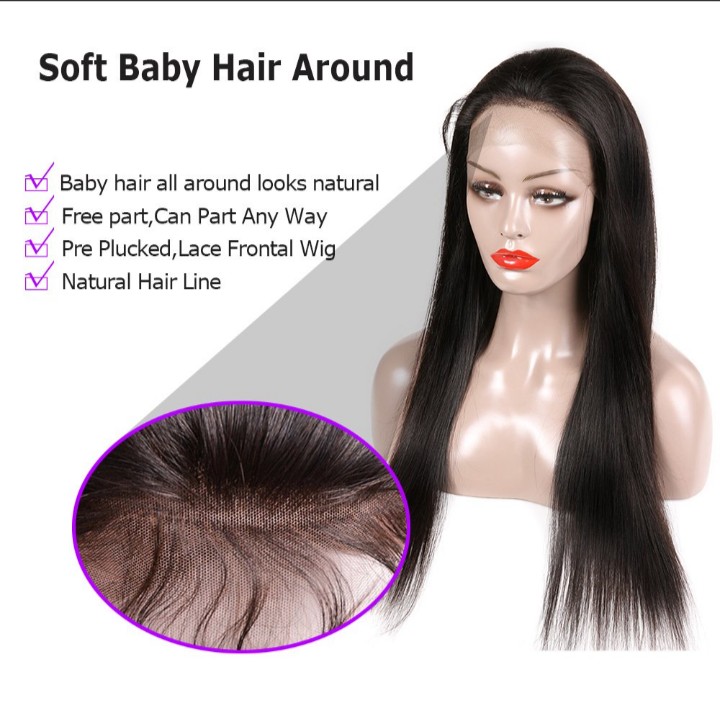 Soft Baby Hair Around
Baby hair all around looks natural
Free part,Can Part Any Way
Pre Plucked,Lace Frontal Wig
Natural Hair Line